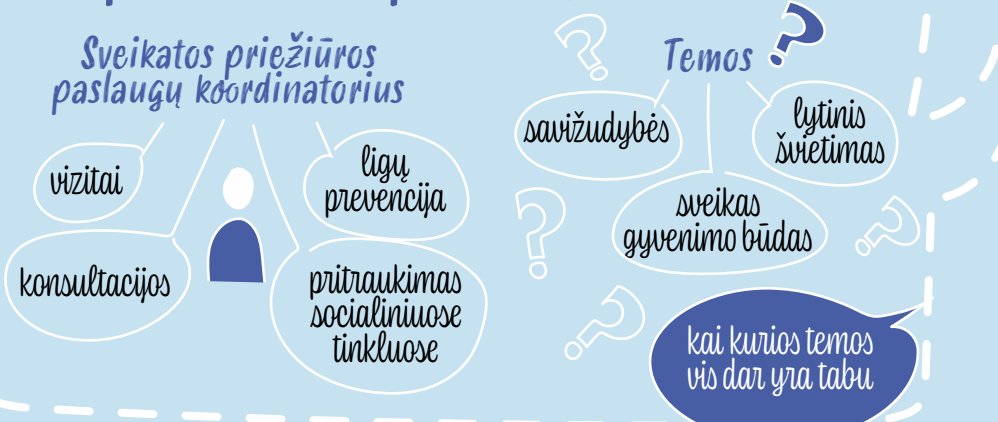 Sveikatos priežiūros
paslaugų koordinatorius
vizitai
ligų
prevencija
konsultacijos
pritraukimas
socialiniuose
tinkluose
Temos
savižudybės
lytinis
švietimas
sveikas
gyvenimo būdas
kai kurios temos
vis dar yra tabu